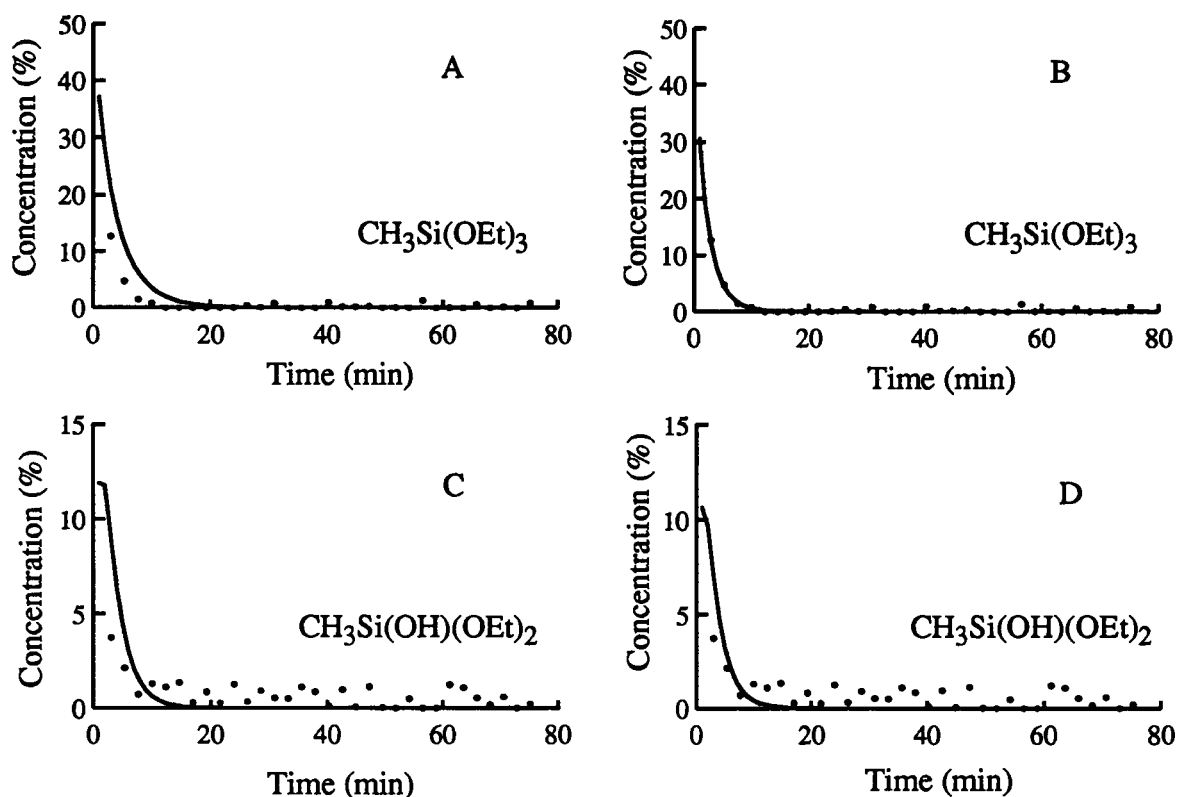 50
40
30
20
10
0
Concentration (%)
A
CH₃Si(OEt)₃
0 20 40 60 80
Time (min)
50
40
30
20
10
0
Concentration (%)
B
CH₃Si(OEt)₃
0 20 40 60 80
Time (min)
15
10
5
0
Concentration (%)
C
CH₃Si(OH)(OEt)₂
0 20 40 60 80
Time (min)
15
10
5
0
Concentration (%)
D
CH₃Si(OH)(OEt)₂
0 20 40 60 80
Time (min)